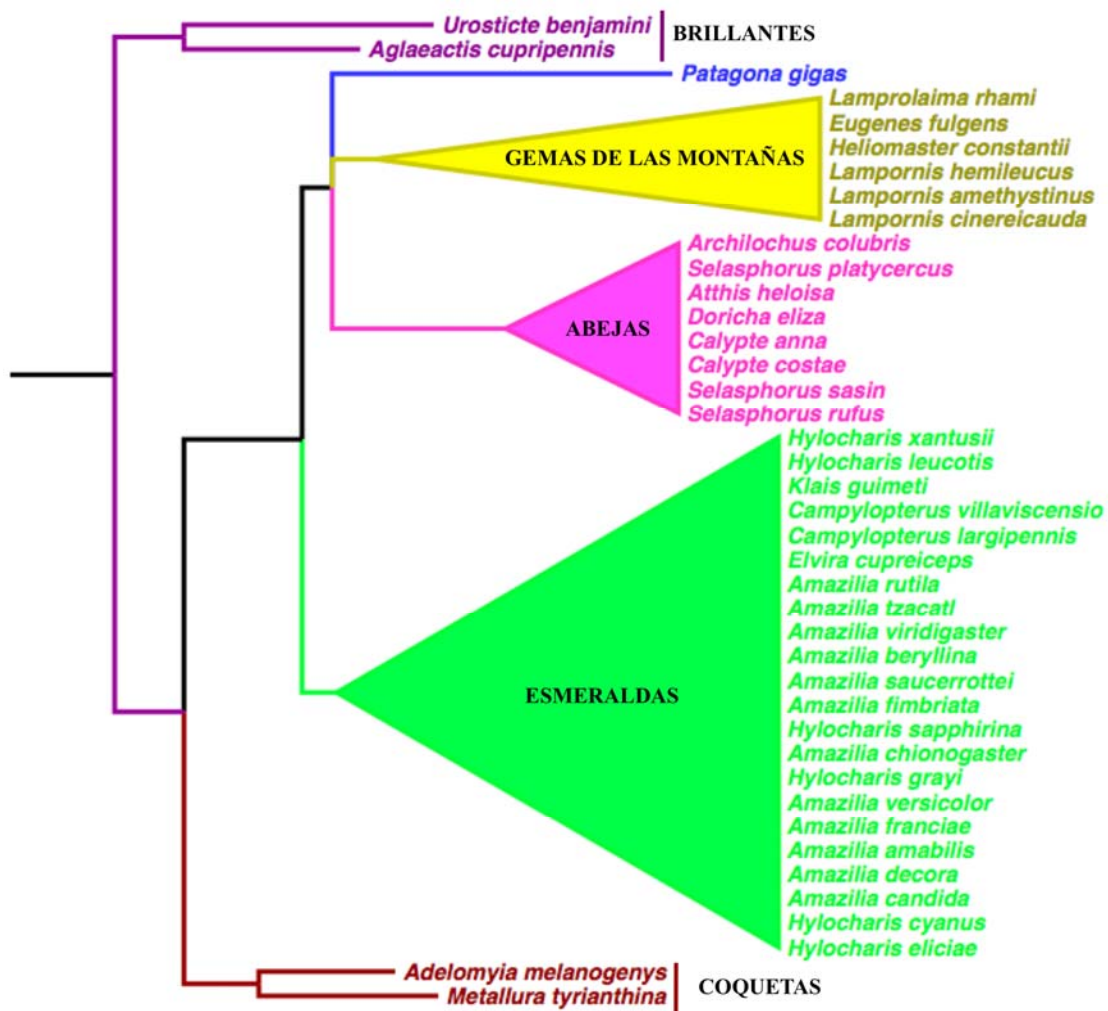 Urosticte benjamini
BRILLANTES
Aglaeactis cupripennis
Patagona gigas
Lamprolaima rhami
Eugenes fulgens
Heliomaster constantii
GEMAS DE LAS MONTAÑAS
Lampornis hemileucus
Lampornis amethystinus
Lampornis cinereicauda
Archilochus colubris
Selasphorus platycercus
Atthis heloisa
Doricha eliza
ABEJAS
Calypte anna
Calypte costae
Selasphorus sasin
Selasphorus rufus
Hylocharis xantusii
Hylocharis leucotis
Klais guimeti
Campylopterus villaviscensio
Campylopterus largipennis
Elvira cupreiceps
Amazilia rutila
Amazilia tzacatl
Amazilia viridigaster
Amazilia beryllina
Amazilia saucerrottei
ESMERALDAS
Amazilia fimbriata
Hylocharis sapphirina
Amazilia chionogaster
Hylocharis grayi
Amazilia versicolor
Amazilia franciae
Amazilia amabilis
Amazilia decora
Amazilia candida
Hylocharis cyanus
Hylocharis eliciae
Adelomyia melanogenys
COQUETAS
Metallura tyrianthina